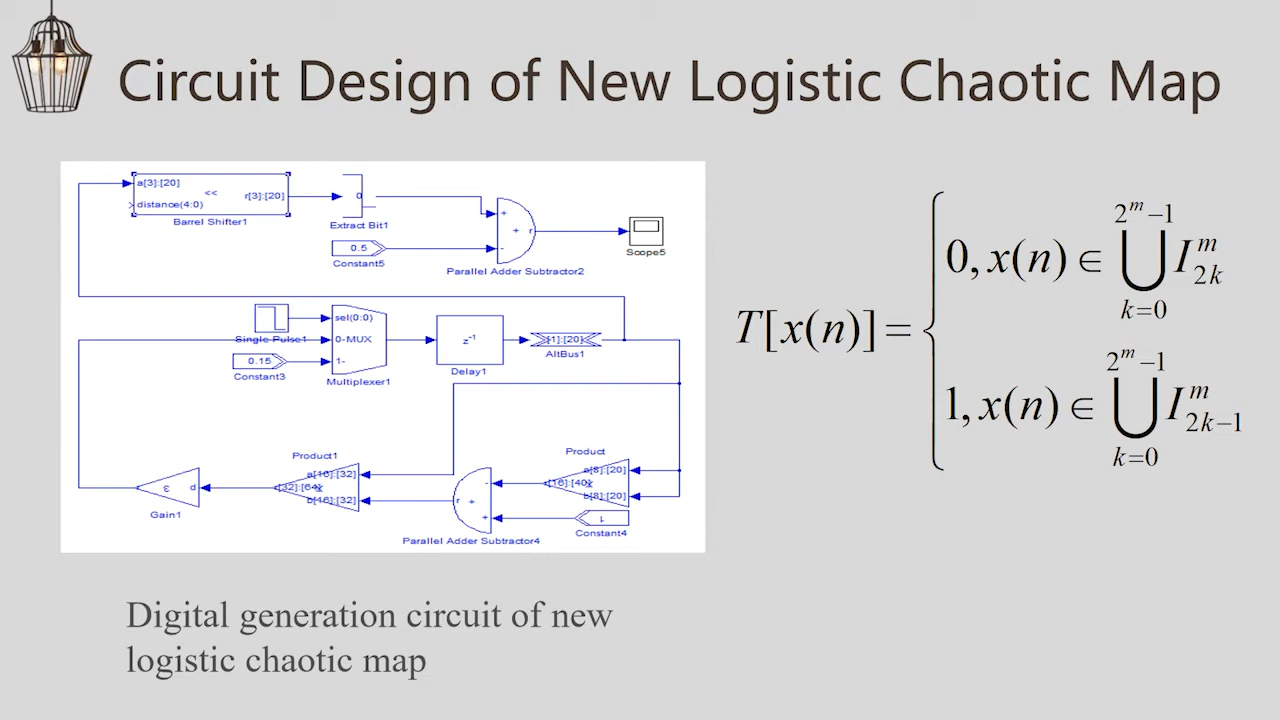 Circuit Design of New Logistic Chaotic Map
a[3]:[20]
<<
r[3]:[20]
distance(4:0)
Barrel Shifter1
0
Extract Bit1
0.5
Constant5
+
+ r
-
Parallel Adder Subtractor2
Scope5
Single Pulse1
sel(0:0)
0-MUX
0.15
1-
Constant3
Multiplexer1
z⁻¹
Delay1
[1]:[20]
AltBus1
Product1
a[16]:[32]
[32]:[64]
b[16]:[32]
Gain1
Product
a[8]:[20]
[16]:[40]
b[8]:[20]
-
r +
+
1
Constant4
Parallel Adder Subtractor4
T[x(n)] = {
0, x(n) ∈ ⋃_{k=0}^{2^m −1} I_{2k}^m
1, x(n) ∈ ⋃_{k=0}^{2^m −1} I_{2k−1}^m
Digital generation circuit of new
logistic chaotic map